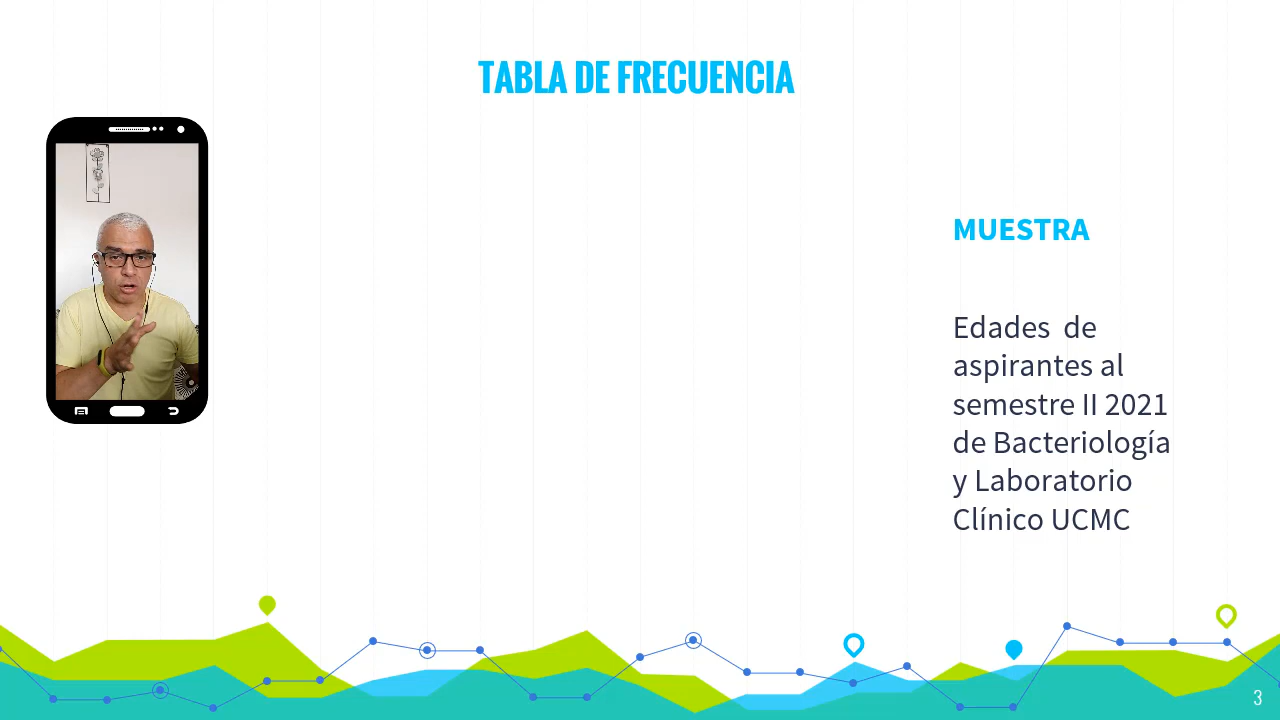 TABLA DE FRECUENCIA
MUESTRA
Edades de
aspirantes al
semestre II 2021
de Bacteriología
y Laboratorio
Clínico UCMC
3